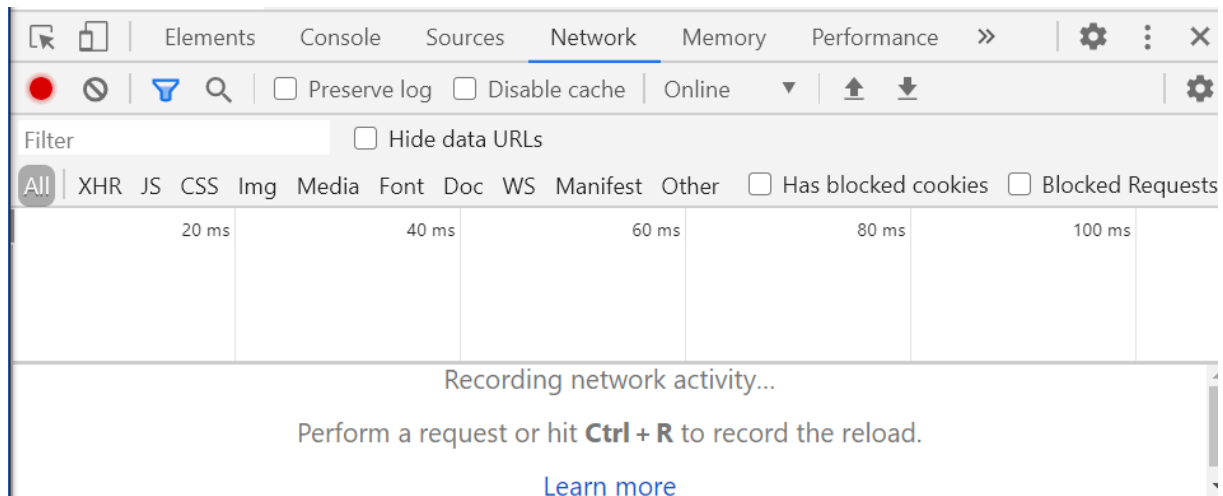 Elements Console Sources Network Memory Performance »
Preserve log Disable cache Online
Filter Hide data URLs
All XHR JS CSS Img Media Font Doc WS Manifest Other Has blocked cookies Blocked Requests
20 ms 40 ms 60 ms 80 ms 100 ms
Recording network activity...
Perform a request or hit Ctrl + R to record the reload.
Learn more